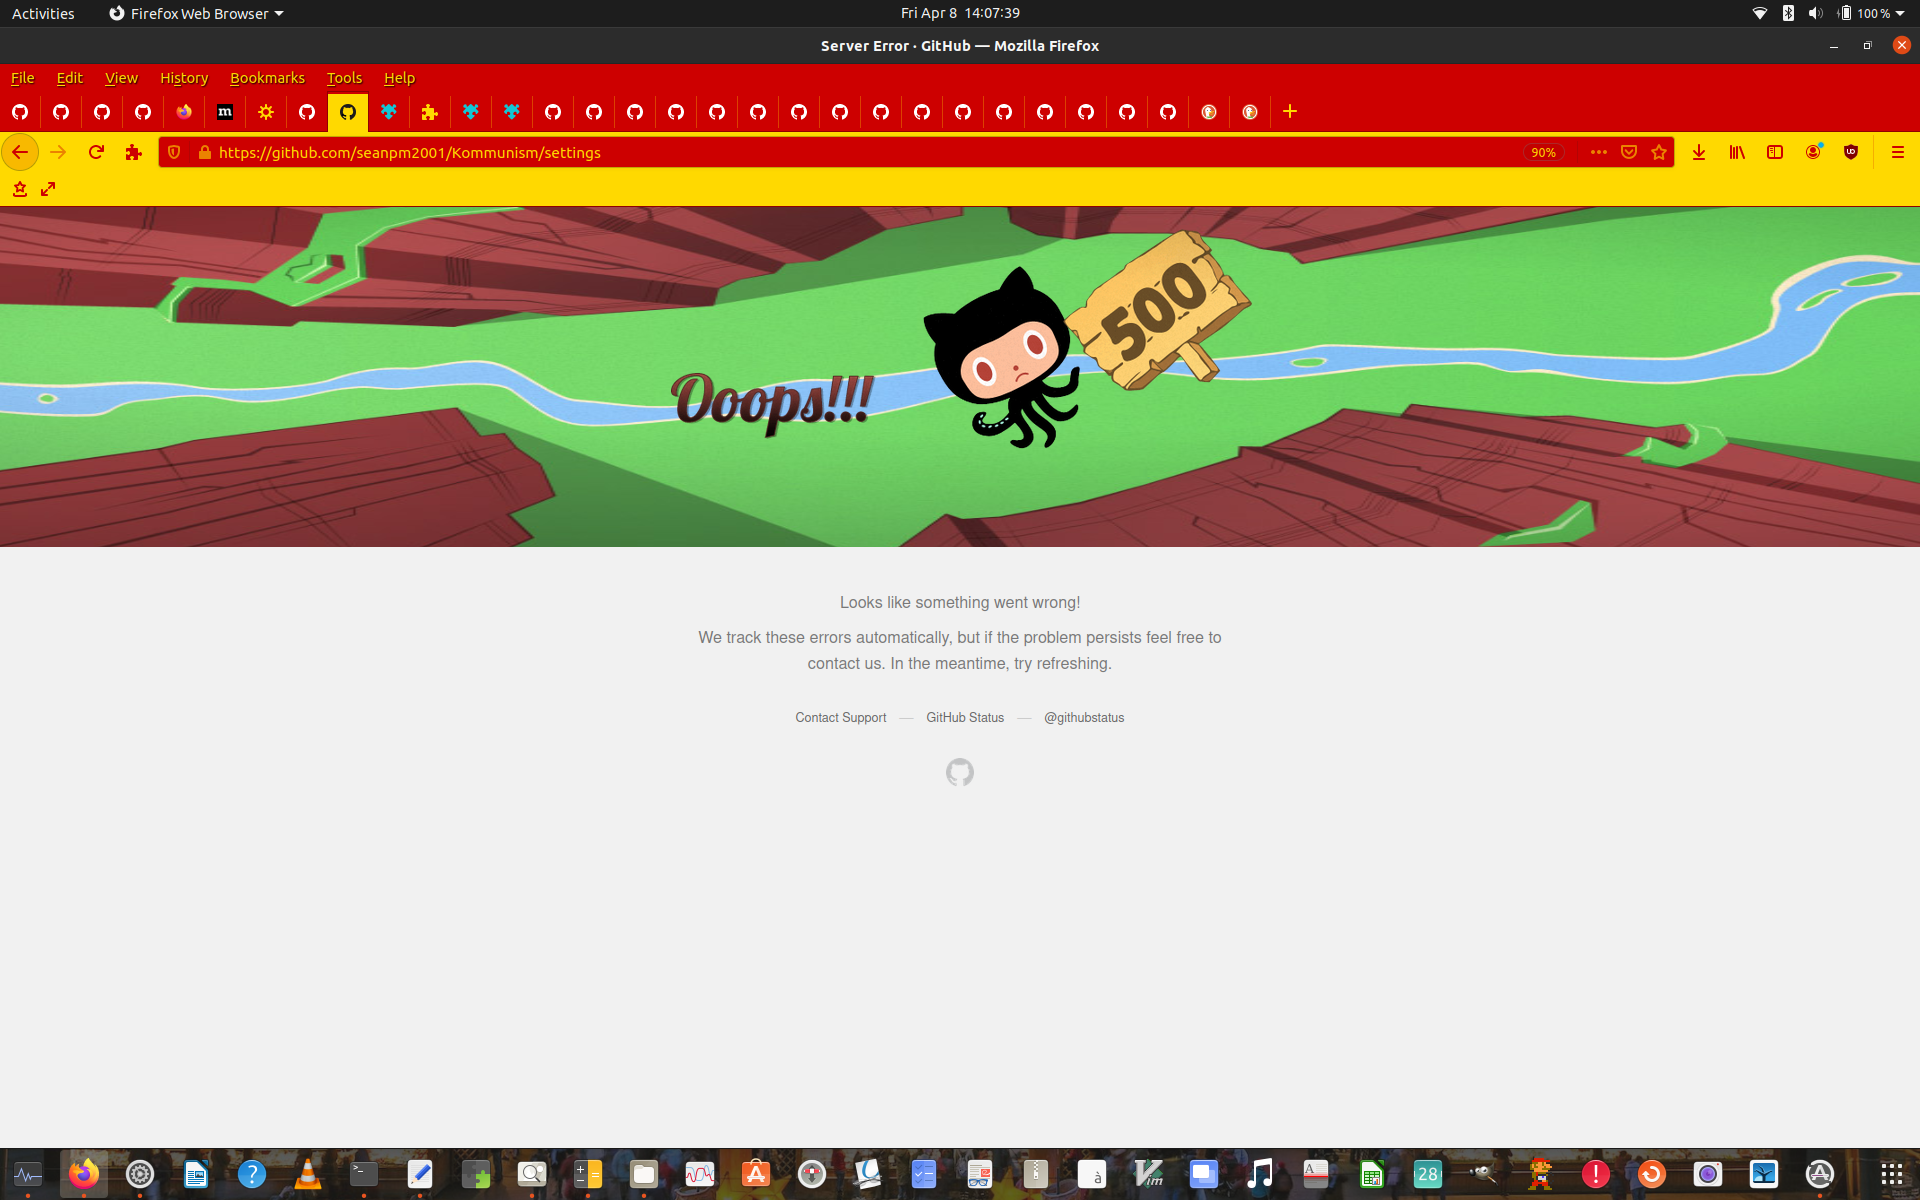 Activities
Firefox Web Browser
Fri Apr 8 14:07:39
100 %
Server Error · GitHub — Mozilla Firefox
File Edit View History Bookmarks Tools Help
m
https://github.com/seanpm2001/Kommunism/settings
90%
500
Ooops!!!
Looks like something went wrong!
We track these errors automatically, but if the problem persists feel free to
contact us. In the meantime, try refreshing.
Contact Support — GitHub Status — @githubstatus
28
Vim